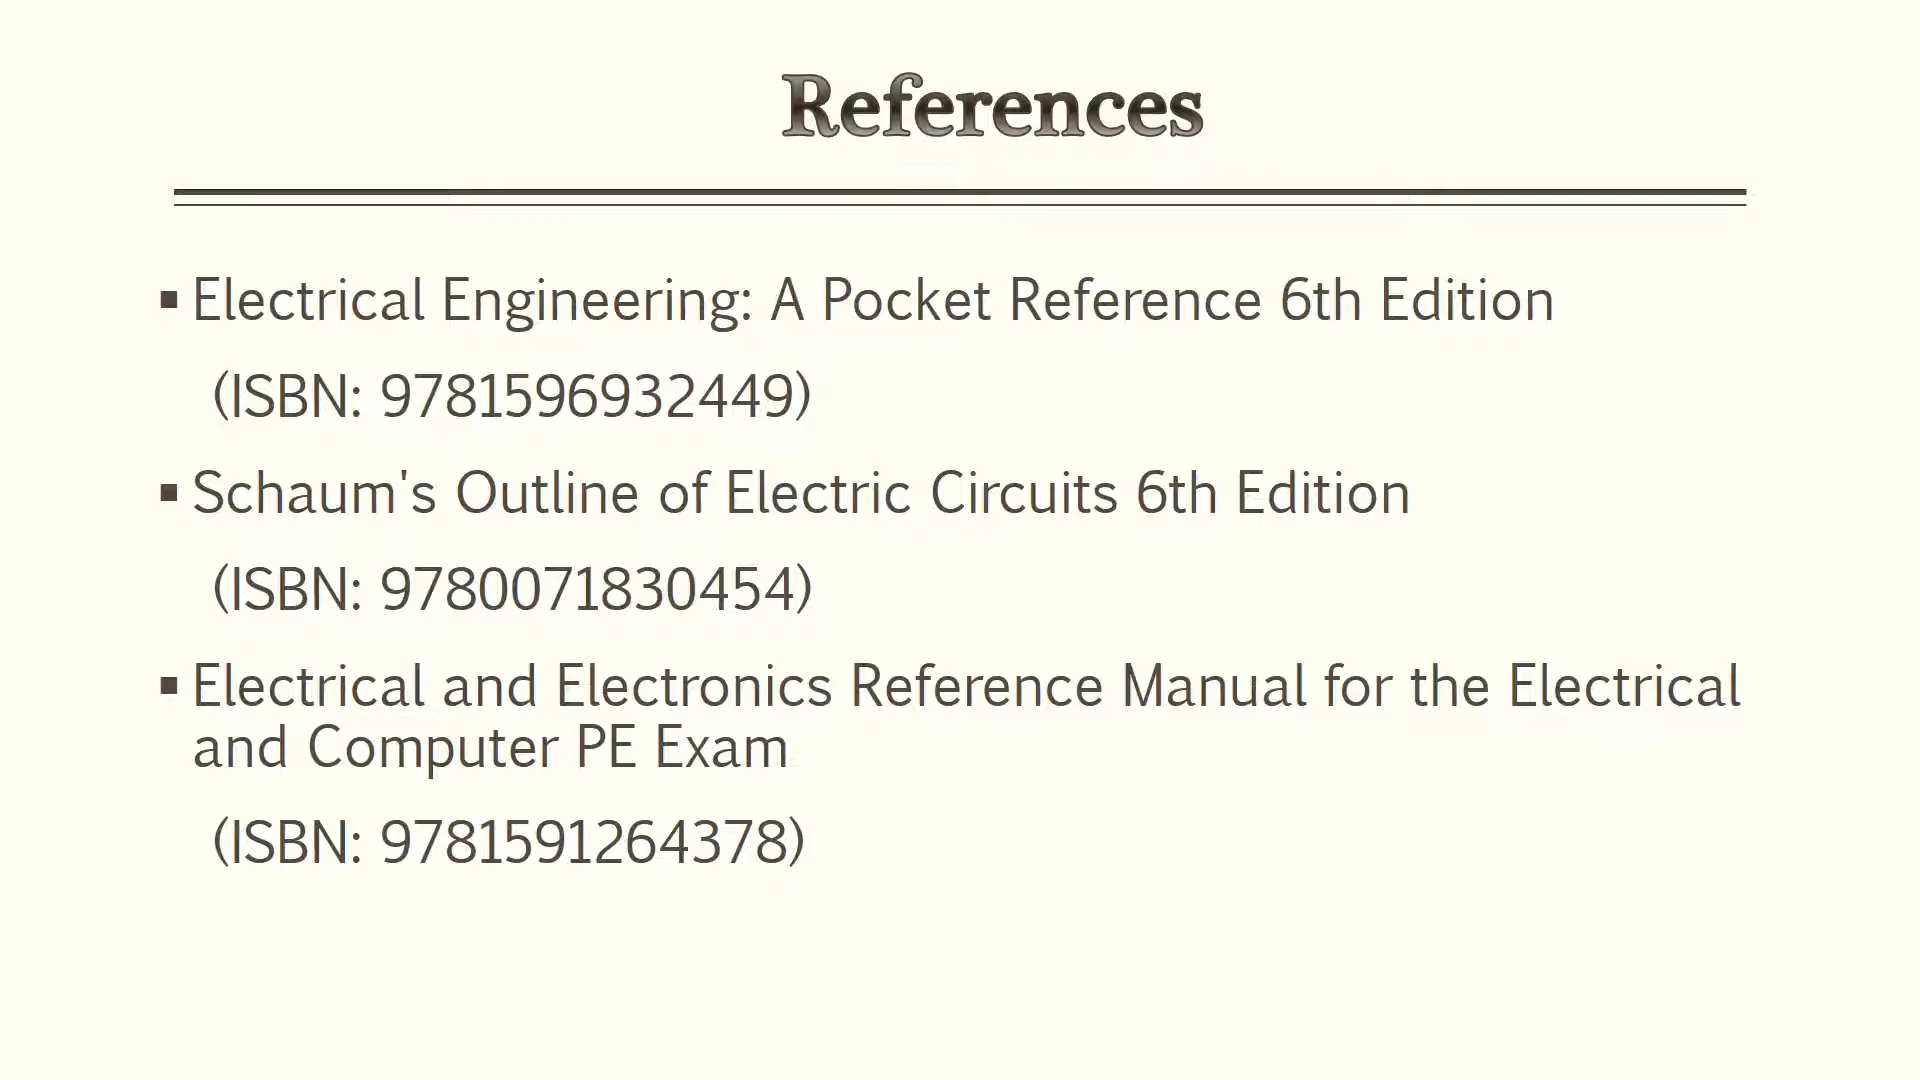 References
▪ Electrical Engineering: A Pocket Reference 6th Edition
(ISBN: 9781596932449)
▪ Schaum's Outline of Electric Circuits 6th Edition
(ISBN: 9780071830454)
▪ Electrical and Electronics Reference Manual for the Electrical
and Computer PE Exam
(ISBN: 9781591264378)